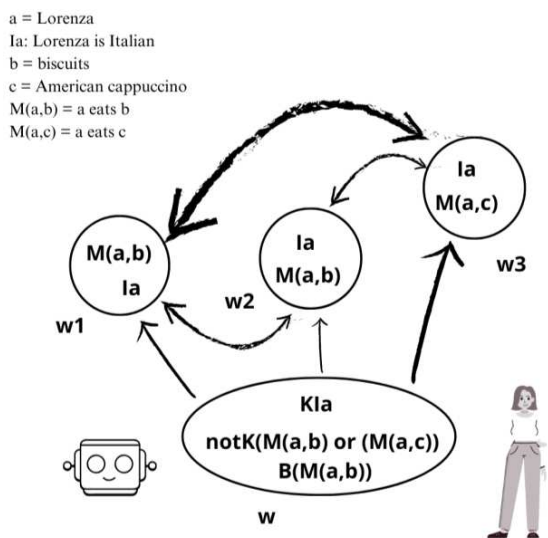 a = Lorenza
Ia: Lorenza is Italian
b = biscuits
c = American cappuccino
M(a,b) = a eats b
M(a,c) = a eats c
Ia
M(a,c)
w3
M(a,b)
Ia
w1
Ia
M(a,b)
w2
KIa
notK(M(a,b) or (M(a,c))
B(M(a,b))
w